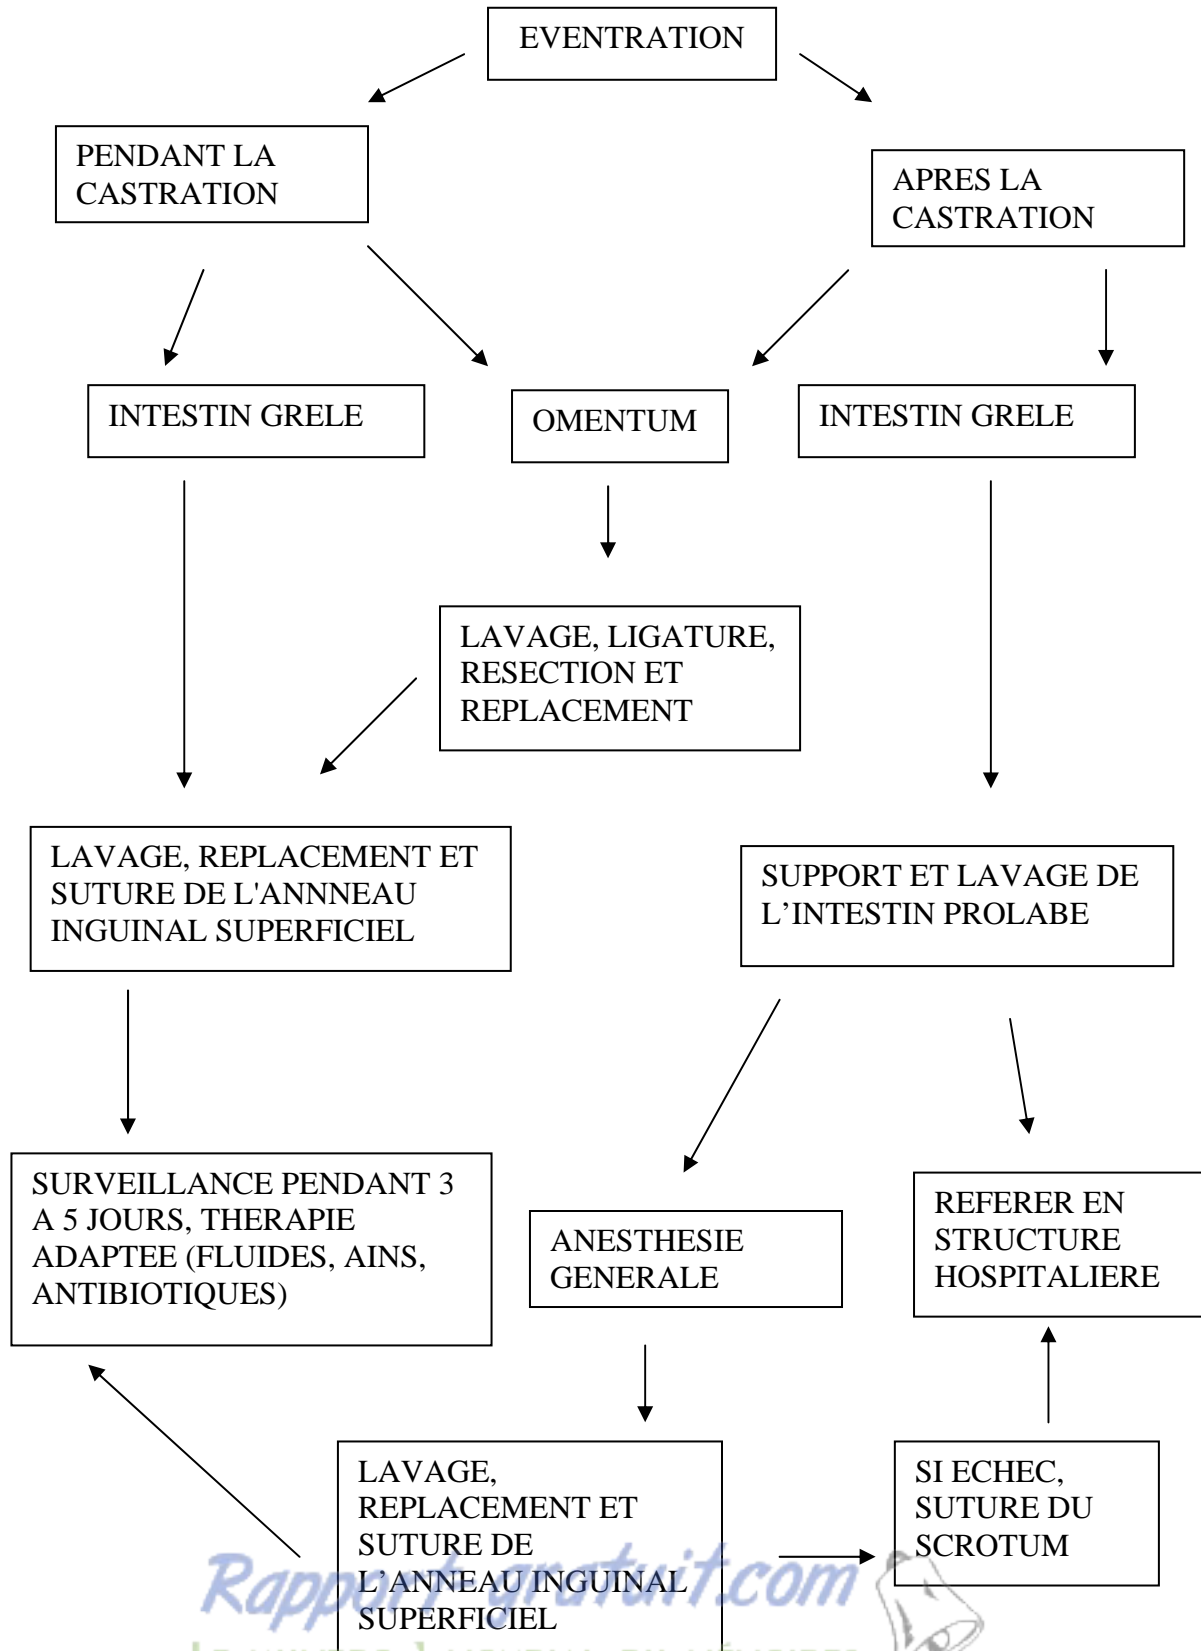 EVENTRATION
PENDANT LA
CASTRATION
APRES LA
CASTRATION
INTESTIN GRELE
OMENTUM
INTESTIN GRELE
LAVAGE, LIGATURE,
RESECTION ET
REPLACEMENT
LAVAGE, REPLACEMENT ET
SUTURE DE L'ANNNEAU
INGUINAL SUPERFICIEL
SUPPORT ET LAVAGE DE
L’INTESTIN PROLABE
SURVEILLANCE PENDANT 3
A 5 JOURS, THERAPIE
ADAPTEE (FLUIDES, AINS,
ANTIBIOTIQUES)
ANESTHESIE
GENERALE
REFERER EN
STRUCTURE
HOSPITALIERE
LAVAGE,
REPLACEMENT ET
SUTURE DE
L’ANNEAU INGUINAL
SUPERFICIEL
SI ECHEC,
SUTURE DU
SCROTUM
Rapport-gratuit.com